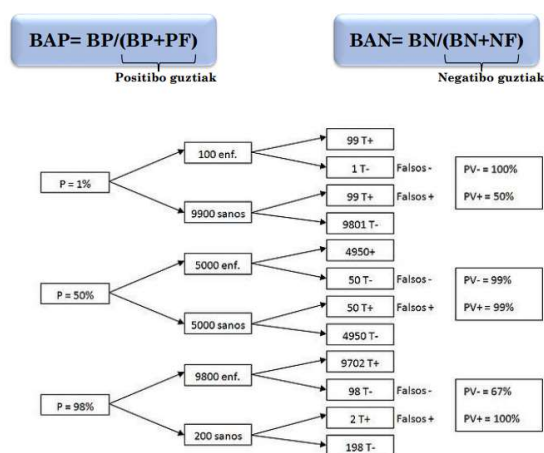 BAP= BP/(BP+PF)
Positibo guztiak
BAN= BN/(BN+NF)
Negatibo guztiak
P = 1%
100 enf.
9900 sanos
99 T+
1 T- Falsos -
99 T+ Falsos +
9801 T-
PV- = 100%
PV+ = 50%
P = 50%
5000 enf.
5000 sanos
4950+
50 T- Falsos -
50 T+ Falsos +
4950 T-
PV- = 99%
PV+ = 99%
P = 98%
9800 enf.
200 sanos
9702 T+
98 T- Falsos -
2 T+ Falsos +
198 T-
PV- = 67%
PV+ = 100%